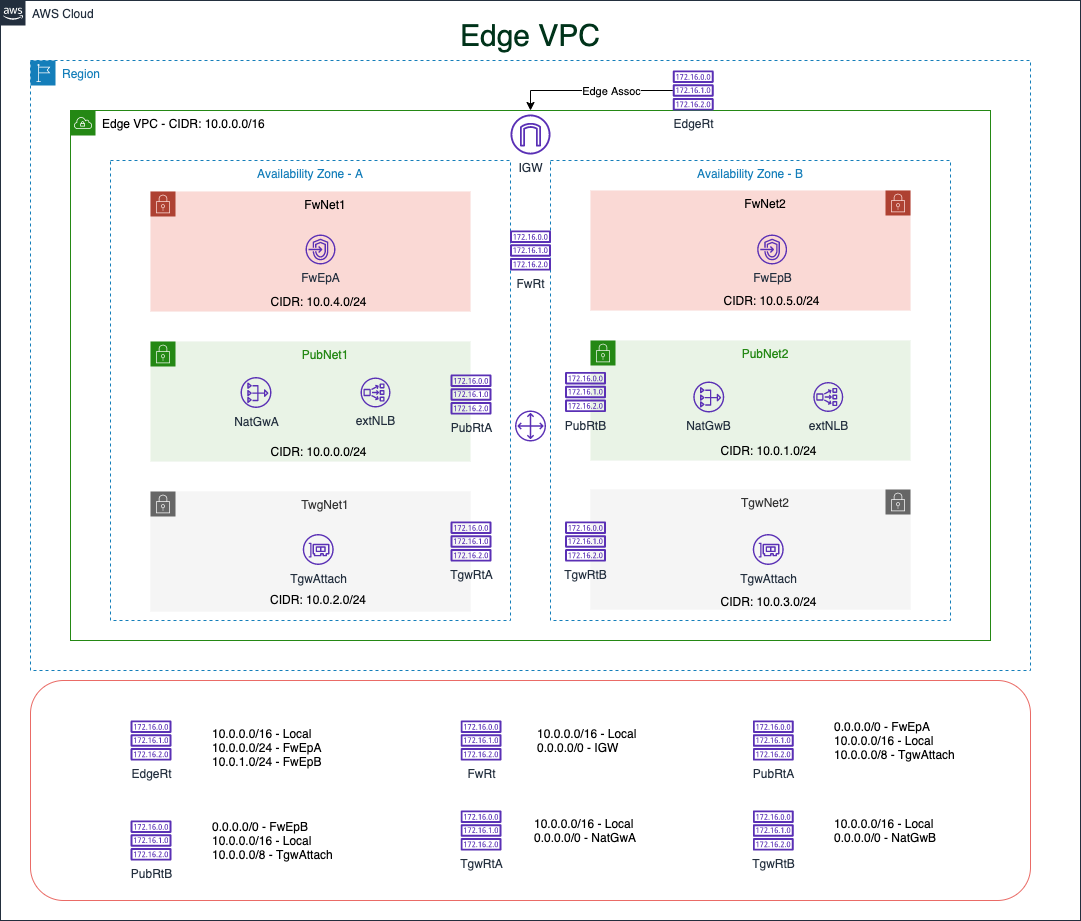 aws
AWS Cloud
Edge VPC
Region
172.16.0.0
172.16.1.0
172.16.2.0
Edge Assoc
EdgeRt
Edge VPC - CIDR: 10.0.0.0/16
IGW
Availability Zone - A
Availability Zone - B
FwNet1
FwEpA
CIDR: 10.0.4.0/24
172.16.0.0
172.16.1.0
172.16.2.0
FwRt
FwNet2
FwEpB
CIDR: 10.0.5.0/24
PubNet1
NatGwA
extNLB
172.16.0.0
172.16.1.0
172.16.2.0
PubRtA
CIDR: 10.0.0.0/24
PubNet2
172.16.0.0
172.16.1.0
172.16.2.0
PubRtB
NatGwB
extNLB
CIDR: 10.0.1.0/24
TwgNet1
TgwAttach
172.16.0.0
172.16.1.0
172.16.2.0
TgwRtA
CIDR: 10.0.2.0/24
TgwNet2
172.16.0.0
172.16.1.0
172.16.2.0
TgwRtB
TgwAttach
CIDR: 10.0.3.0/24
172.16.0.0
172.16.1.0
172.16.2.0
EdgeRt
10.0.0.0/16 - Local
10.0.0.0/24 - FwEpA
10.0.1.0/24 - FwEpB
172.16.0.0
172.16.1.0
172.16.2.0
FwRt
10.0.0.0/16 - Local
0.0.0.0/0 - IGW
172.16.0.0
172.16.1.0
172.16.2.0
PubRtA
0.0.0.0/0 - FwEpA
10.0.0.0/16 - Local
10.0.0.0/8 - TgwAttach
172.16.0.0
172.16.1.0
172.16.2.0
PubRtB
0.0.0.0/0 - FwEpB
10.0.0.0/16 - Local
10.0.0.0/8 - TgwAttach
172.16.0.0
172.16.1.0
172.16.2.0
TgwRtA
10.0.0.0/16 - Local
0.0.0.0/0 - NatGwA
172.16.0.0
172.16.1.0
172.16.2.0
TgwRtB
10.0.0.0/16 - Local
0.0.0.0/0 - NatGwB